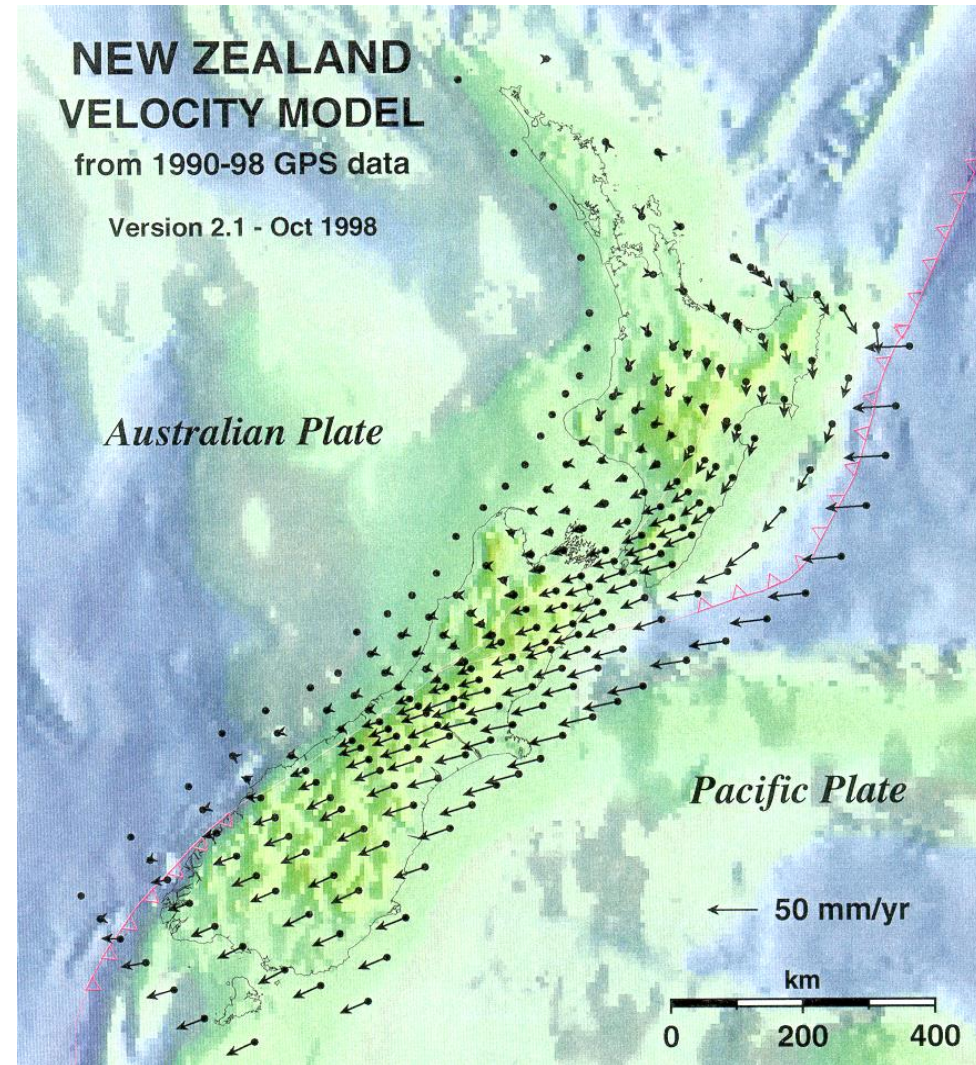 NEW ZEALAND
VELOCITY MODEL
from 1990-98 GPS data
Version 2.1 - Oct 1998
Australian Plate
Pacific Plate
50 mm/yr
km
0 200 400